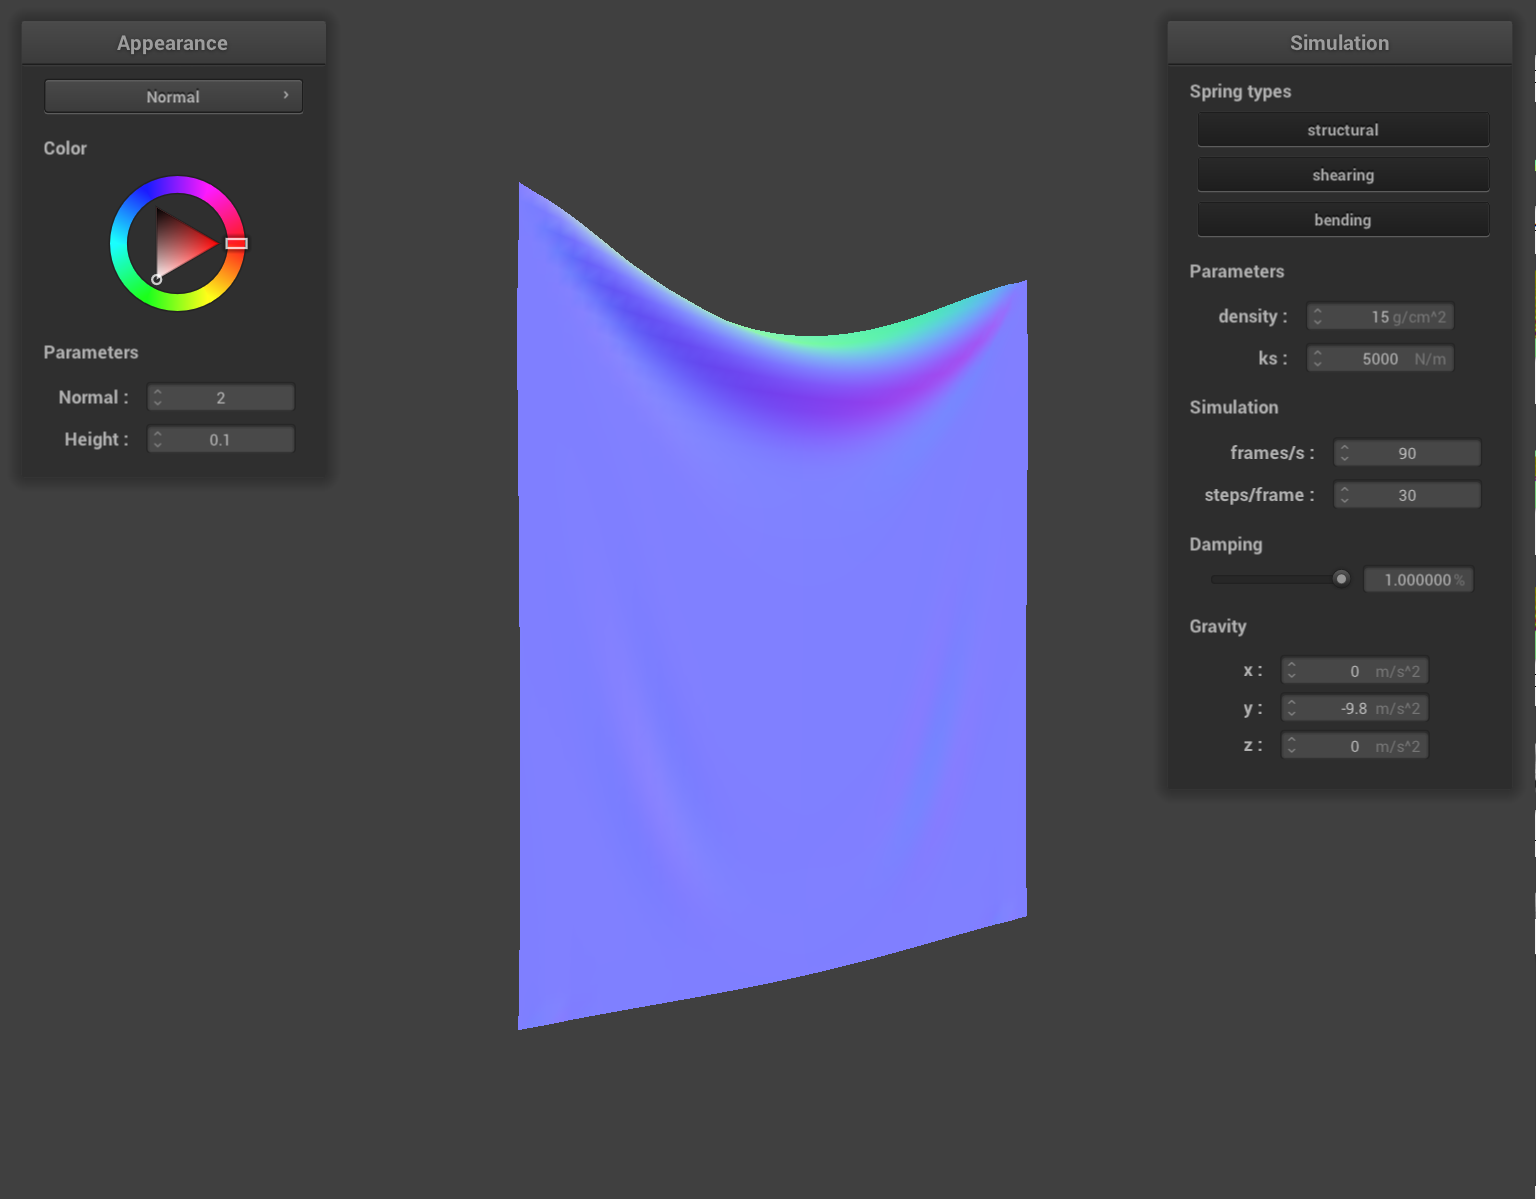 Appearance
Normal
Color
Parameters
Normal : 2
Height : 0.1
Simulation
Spring types
structural
shearing
bending
Parameters
density : 15 g/cm^2
ks : 5000 N/m
Simulation
frames/s : 90
steps/frame : 30
Damping
1.000000 %
Gravity
x : 0 m/s^2
y : -9.8 m/s^2
z : 0 m/s^2